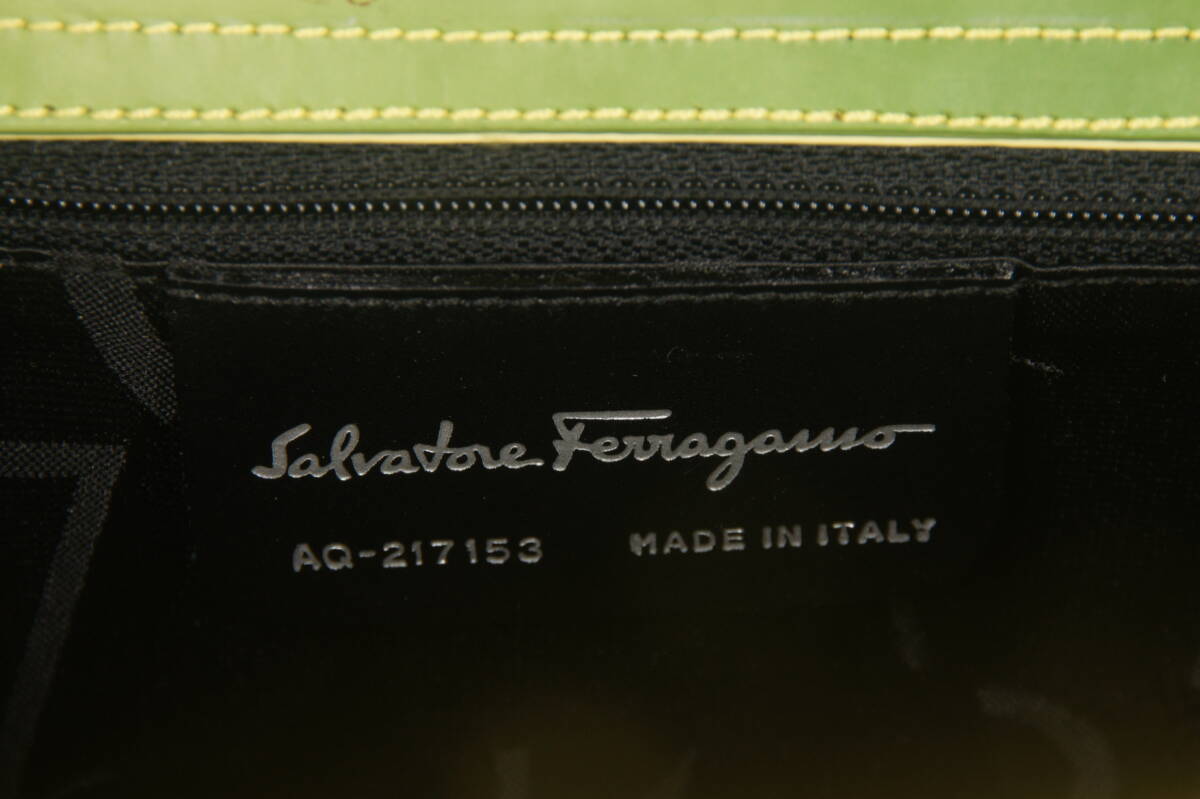 Salvatore Ferragamo
AQ-217153 MADE IN ITALY